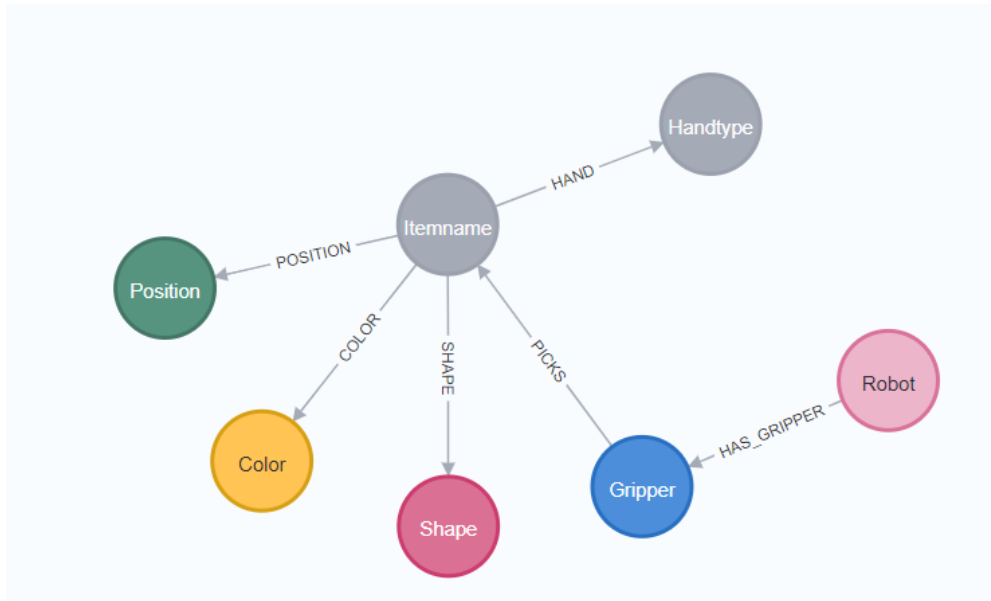 Handtype
HAND
Itemname
POSITION
Position
COLOR
SHAPE
PICKS
Robot
HAS_GRIPPER
Color
Gripper
Shape